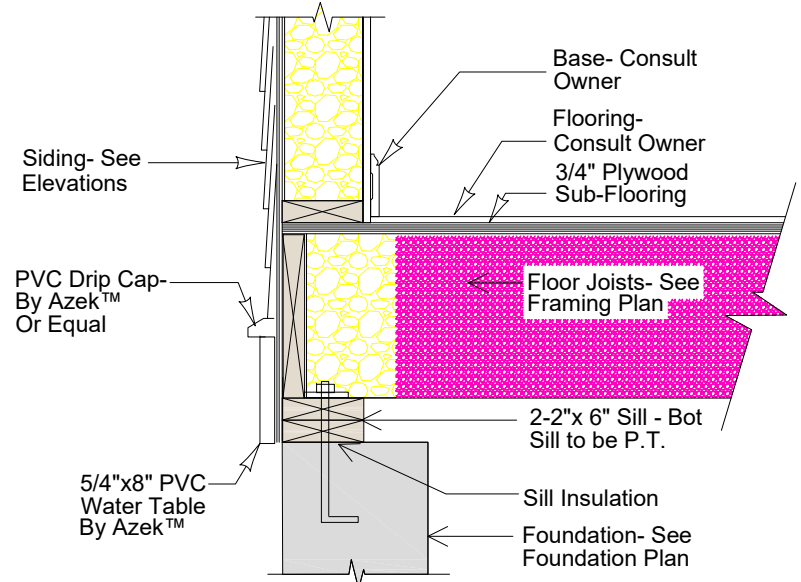 Base- Consult
Owner
Flooring-
Consult Owner
3/4" Plywood
Sub-Flooring
Siding- See
Elevations
PVC Drip Cap-
By Azek™
Or Equal
Floor Joists- See
Framing Plan
2-2"x 6" Sill - Bot
Sill to be P.T.
5/4"x8" PVC
Water Table
By Azek™
Sill Insulation
Foundation- See
Foundation Plan